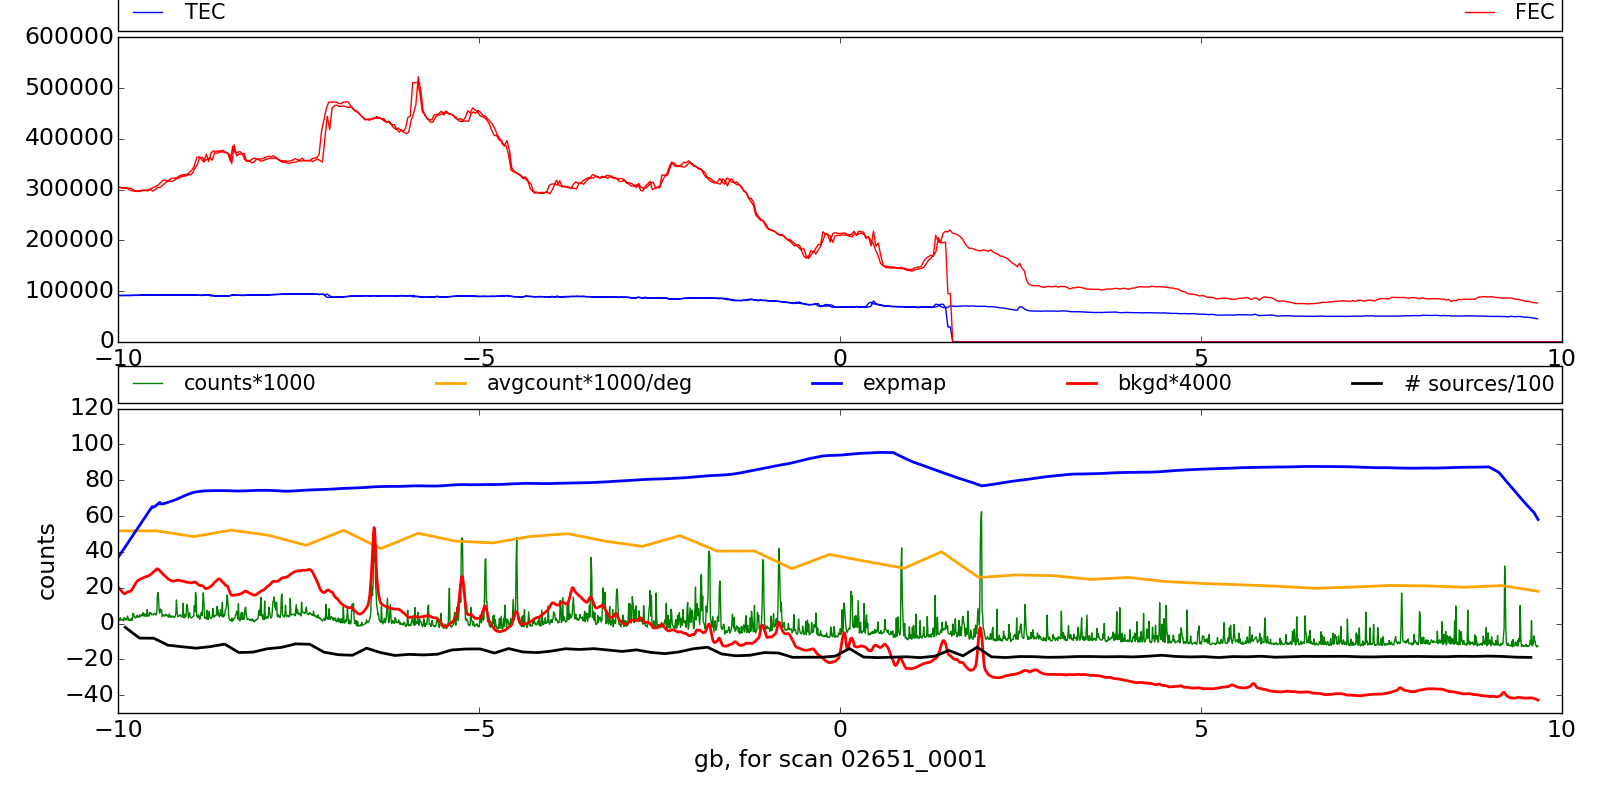 TEC FEC
600000
500000
400000
300000
200000
100000
0
−10 −5 0 5 10
counts*1000 avgcount*1000/deg expmap bkgd*4000 # sources/100
120
100
80
60
40
20
0
−20
−40
counts
−10 −5 0 5 10
gb, for scan 02651_0001